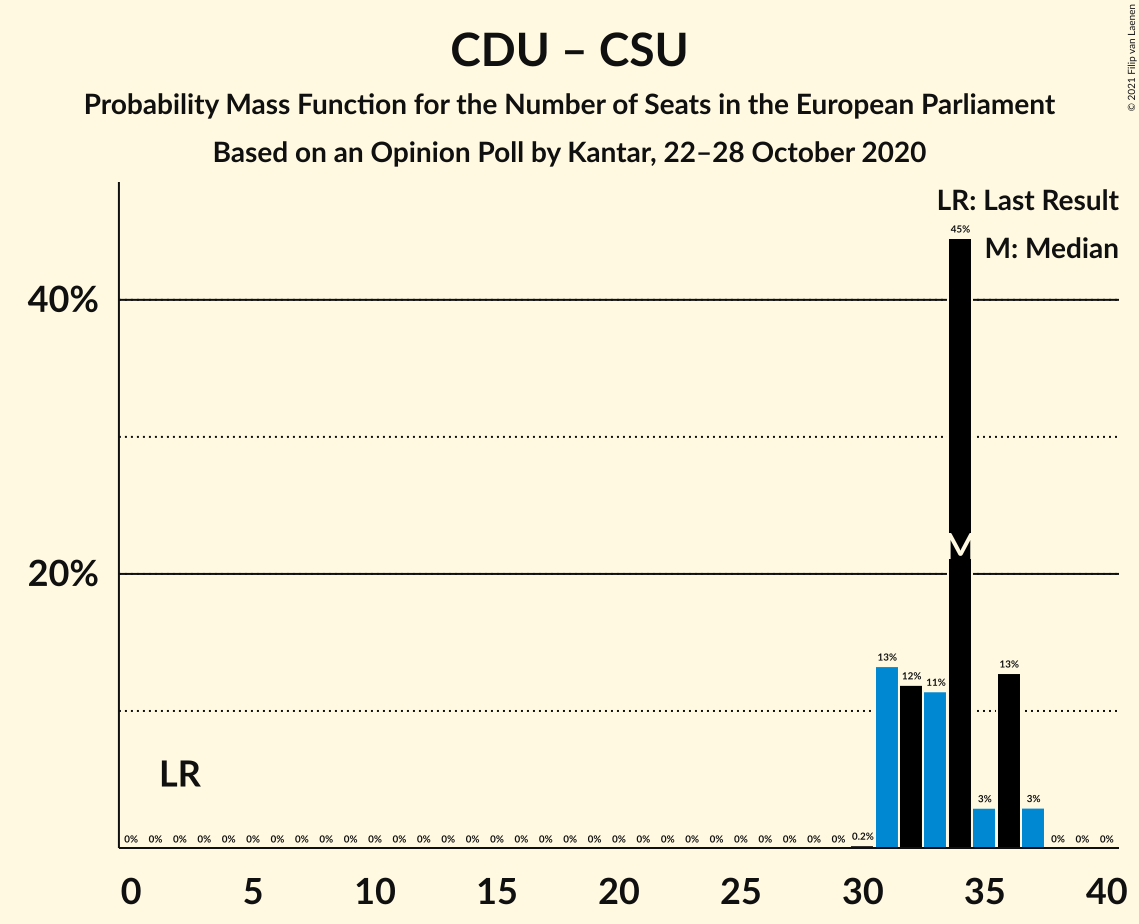 CDU – CSU
Probability Mass Function for the Number of Seats in the European Parliament
Based on an Opinion Poll by Kantar, 22–28 October 2020
© 2021 Filip van Laenen
LR: Last Result
M: Median
45%
40%
M
20%
13%
13%
12%
11%
LR
3%
3%
0% 0% 0% 0% 0% 0% 0% 0% 0% 0% 0% 0% 0% 0% 0% 0% 0% 0% 0% 0% 0% 0% 0% 0% 0% 0% 0% 0% 0% 0% 0.2% 0% 0% 0%
0 5 10 15 20 25 30 35 40